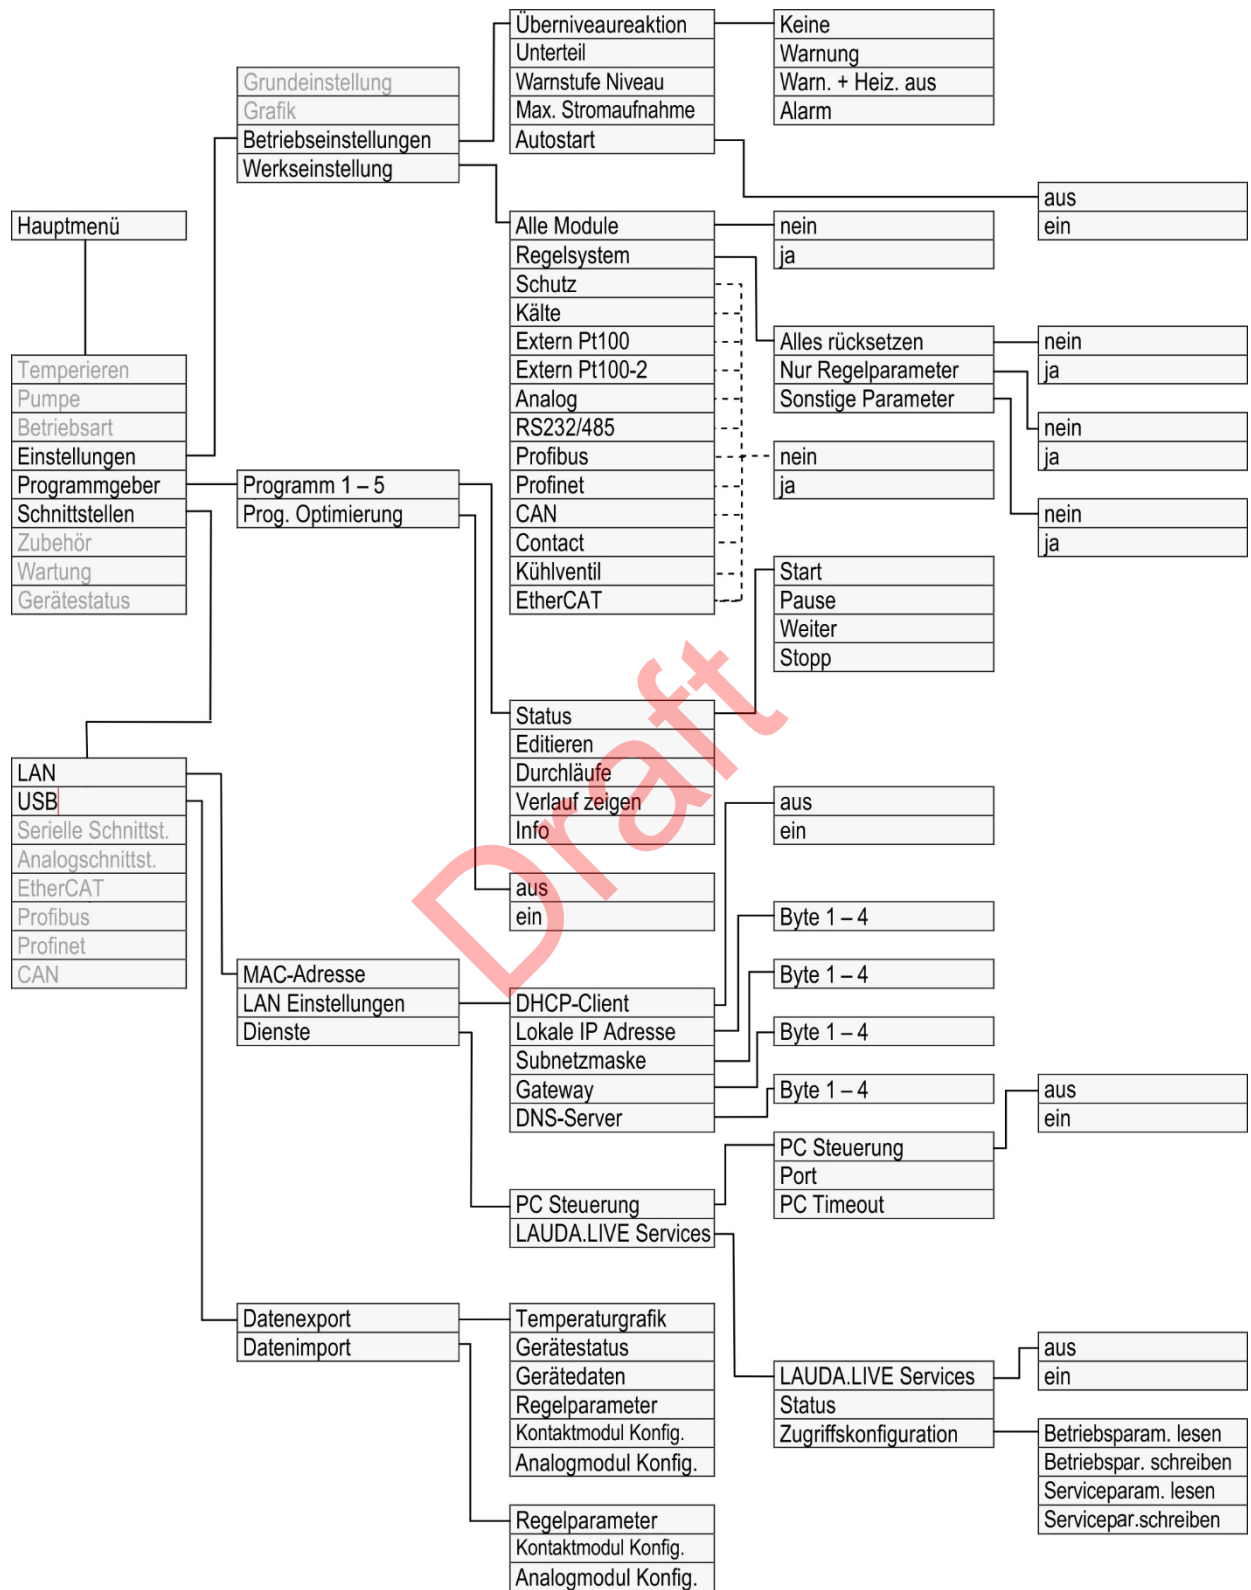 Hauptmenü
Temperieren
Pumpe
Betriebsart
Einstellungen
Programmgeber
Schnittstellen
Zubehör
Wartung
Gerätestatus
LAN
USB
Serielle Schnittst.
Analogschnittst.
EtherCAT
Profibus
Profinet
CAN
Grundeinstellung
Grafik
Betriebseinstellungen
Werkseinstellung
Programm 1 – 5
Prog. Optimierung
MAC-Adresse
LAN Einstellungen
Dienste
Datenexport
Datenimport
Überniveaureaktion
Unterteil
Warnstufe Niveau
Max. Stromaufnahme
Autostart
Alle Module
Regelsystem
Schutz
Kälte
Extern Pt100
Extern Pt100-2
Analog
RS232/485
Profibus
Profinet
CAN
Contact
Kühlventil
EtherCAT
Status
Editieren
Durchläufe
Verlauf zeigen
Info
aus
ein
DHCP-Client
Lokale IP Adresse
Subnetzmaske
Gateway
DNS-Server
PC Steuerung
LAUDA.LIVE Services
Temperaturgrafik
Gerätestatus
Gerätedaten
Regelparameter
Kontaktmodul Konfig.
Analogmodul Konfig.
Regelparameter
Kontaktmodul Konfig.
Analogmodul Konfig.
Keine
Warnung
Warn. + Heiz. aus
Alarm
nein
ja
Alles rücksetzen
Nur Regelparameter
Sonstige Parameter
nein
ja
Start
Pause
Weiter
Stopp
aus
ein
Byte 1 – 4
Byte 1 – 4
Byte 1 – 4
Byte 1 – 4
PC Steuerung
Port
PC Timeout
LAUDA.LIVE Services
Status
Zugriffskonfiguration
aus
ein
nein
ja
nein
ja
nein
ja
aus
ein
aus
ein
Betriebsparam. lesen
Betriebspar. schreiben
Serviceparam. lesen
Servicepar.schreiben
Draft